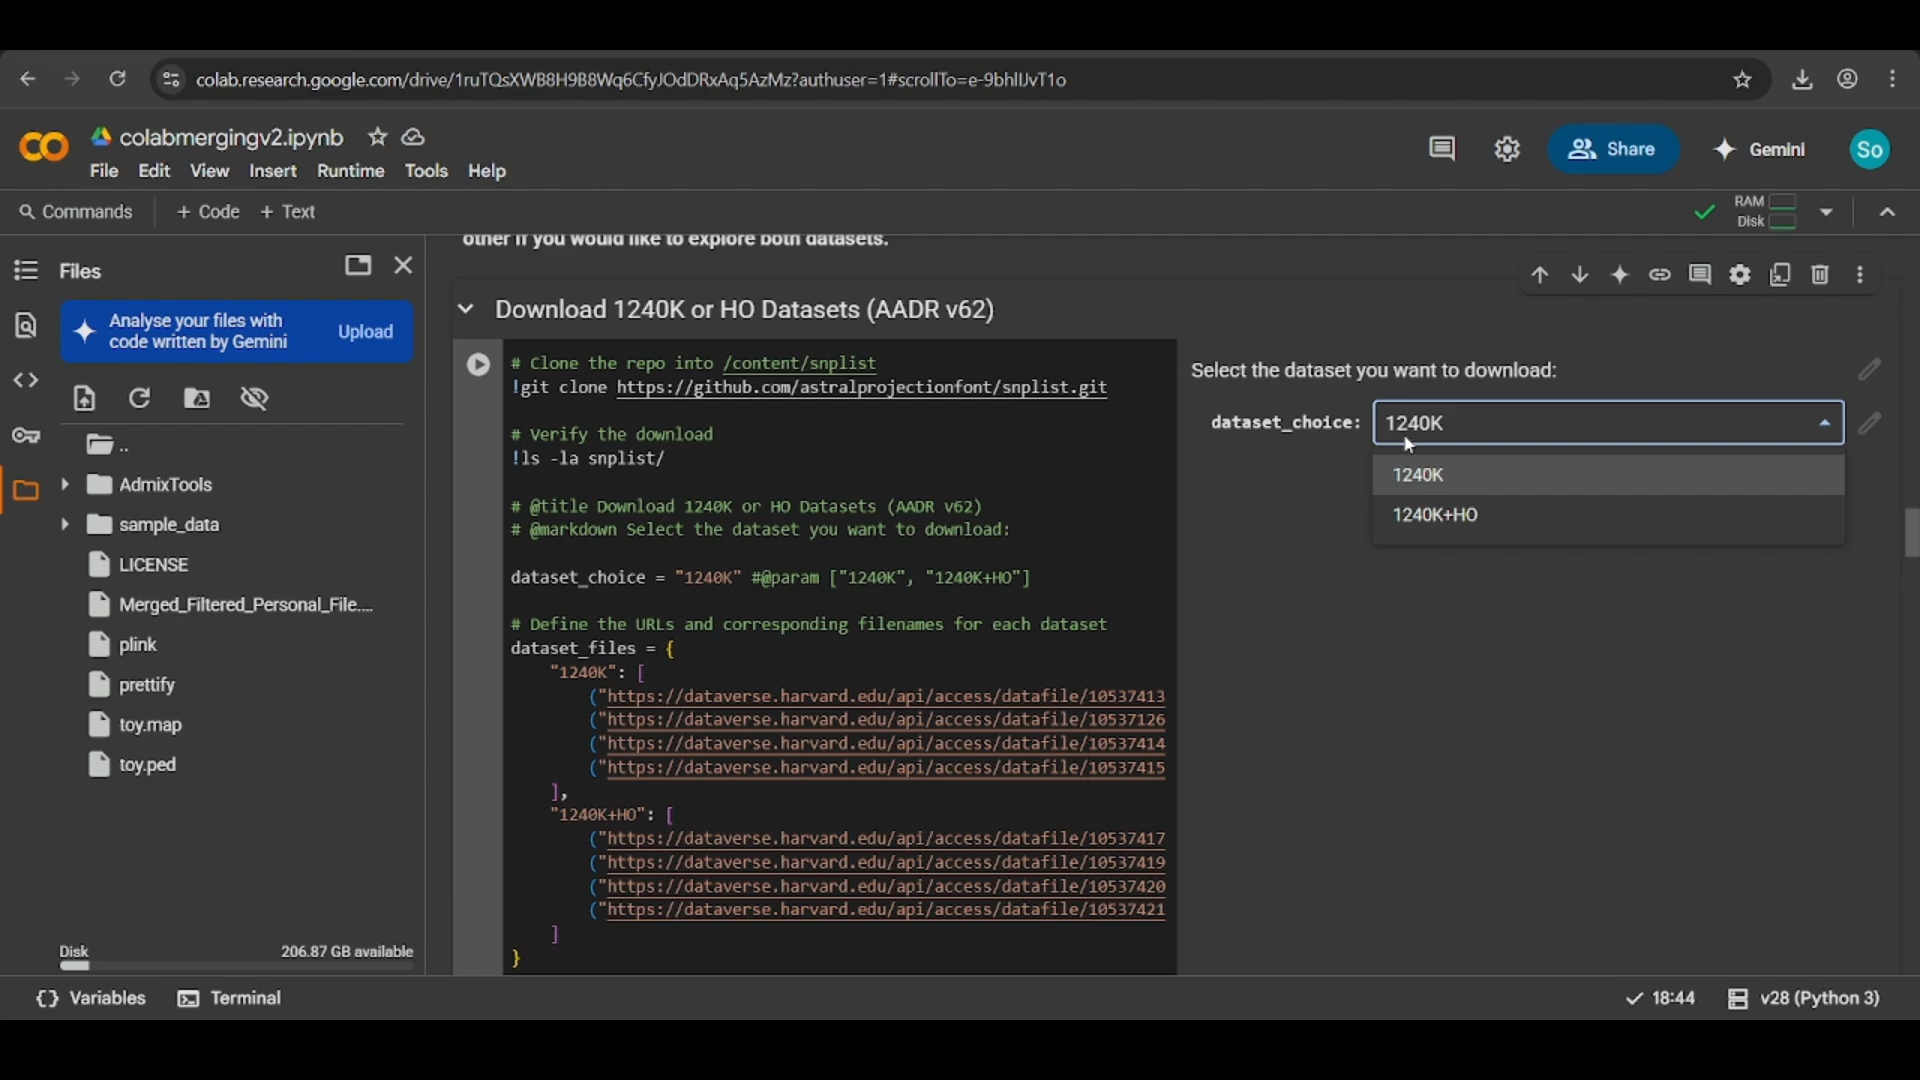 colab.research.google.com/drive/1ruTQsXWB8H9B8Wq6CfyJOdDRxAq5AzMz?authuser=1#scrollTo=e-9bhlIJvT1o
colabmergingv2.ipynb
File Edit View Insert Runtime Tools Help
Share
Gemini
So
Commands
+ Code + Text
RAM
Disk
Files
Analyse your files with
code written by Gemini
Upload
..
AdmixTools
sample_data
LICENSE
Merged_Filtered_Personal_File....
plink
prettify
toy.map
toy.ped
Disk
206.87 GB available
other if you would like to explore both datasets.
Download 1240K or HO Datasets (AADR v62)
# Clone the repo into /content/snplist
!git clone https://github.com/astralprojectionfont/snplist.git
# Verify the download
!ls -la snplist/
# @title Download 1240K or HO Datasets (AADR v62)
# @markdown Select the dataset you want to download:
dataset_choice = "1240K" #@param ["1240K", "1240K+HO"]
# Define the URLs and corresponding filenames for each dataset
dataset_files = {
"1240K": [
("https://dataverse.harvard.edu/api/access/datafile/10537413
("https://dataverse.harvard.edu/api/access/datafile/10537126
("https://dataverse.harvard.edu/api/access/datafile/10537414
("https://dataverse.harvard.edu/api/access/datafile/10537415
],
"1240K+HO": [
("https://dataverse.harvard.edu/api/access/datafile/10537417
("https://dataverse.harvard.edu/api/access/datafile/10537419
("https://dataverse.harvard.edu/api/access/datafile/10537420
("https://dataverse.harvard.edu/api/access/datafile/10537421
]
}
Select the dataset you want to download:
dataset_choice: 1240K
1240K
1240K+HO
Variables
Terminal
18:44
v28 (Python 3)